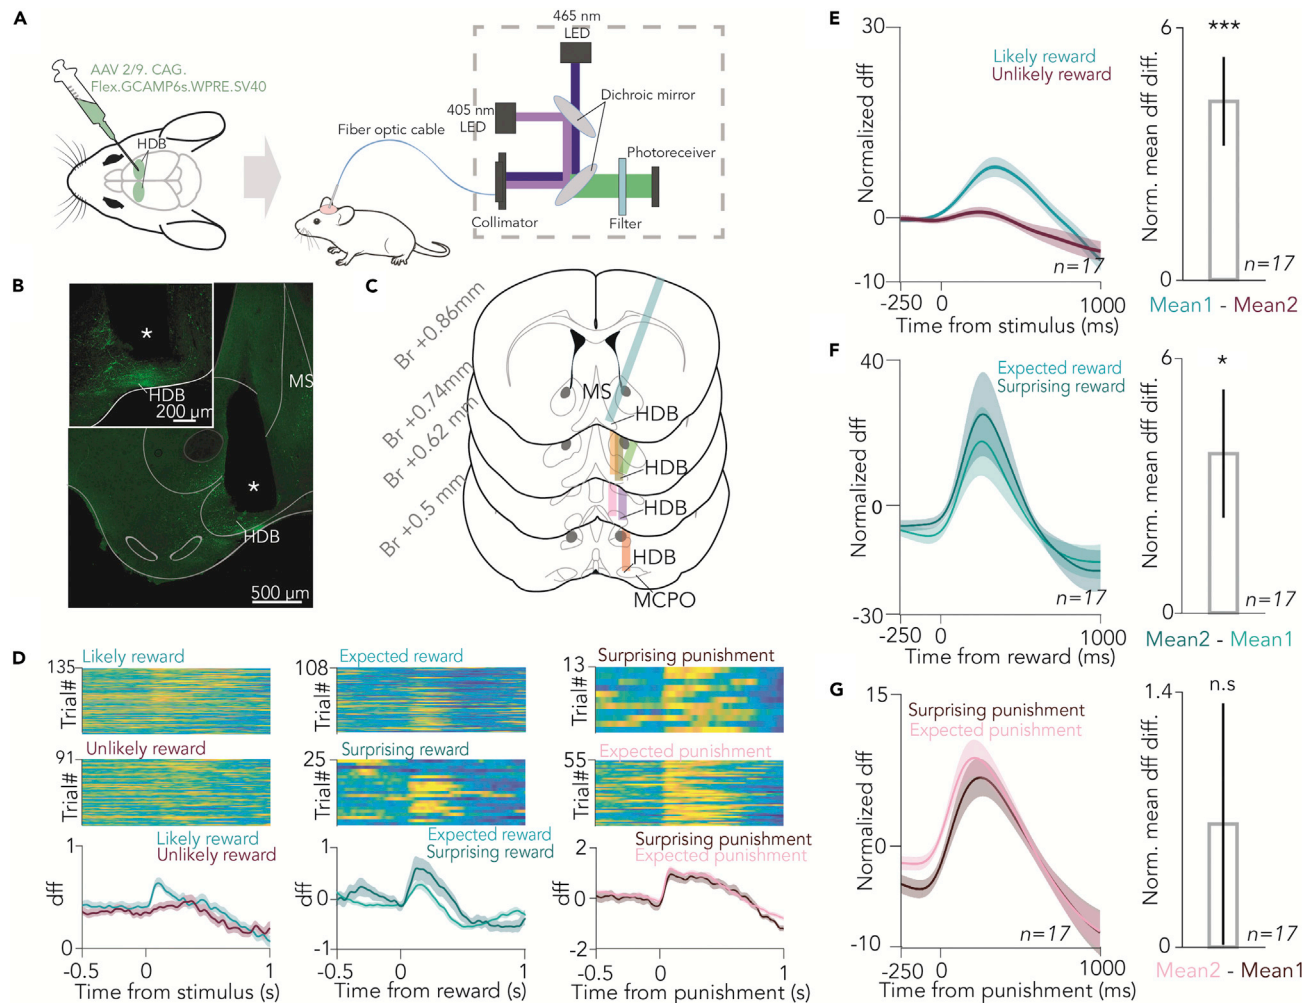 A
AAV 2/9. CAG.
Flex.GCAMP6s.WPRE.SV40
HDB
Fiber optic cable
465 nm
LED
405 nm
LED
Dichroic mirror
Photoreceiver
Collimator
Filter
B
MS
HDB
200 µm
*
*
HDB
500 µm
C
Br +0.86mm
Br +0.74mm
Br +0.62 mm
Br +0.5 mm
MS
HDB
HDB
HDB
HDB
MCPO
D
Likely reward
135
Trial#
Unlikely reward
91
Trial#
Likely reward
Unlikely reward
1
dff
0
-0.5 0 1
Time from stimulus (s)
Expected reward
108
Trial#
Surprising reward
25
Trial#
Expected reward
Surprising reward
1
dff
0
-1
-0.5 0 1
Time from reward (s)
Surprising punishment
13
Trial#
Expected punishment
55
Trial#
Surprising punishment
Expected punishment
2
dff
0
-2
-0.5 0 1
Time from punishment (s)
E
30
Normalized dff
0
-10
Likely reward
Unlikely reward
n=17
-250 0 1000
Time from stimulus (ms)
6
Norm. mean dff diff.
0
***
n=17
Mean1 - Mean2
F
40
Normalized dff
0
-30
Expected reward
Surprising reward
n=17
-250 0 1000
Time from reward (ms)
6
Norm. mean dff diff.
0
*
n=17
Mean2 - Mean1
G
15
Normalized dff
0
-10
Surprising punishment
Expected punishment
n=17
-250 0 1000
Time from punishment (ms)
1.4
Norm. mean dff diff.
0
n.s
n=17
Mean2 - Mean1